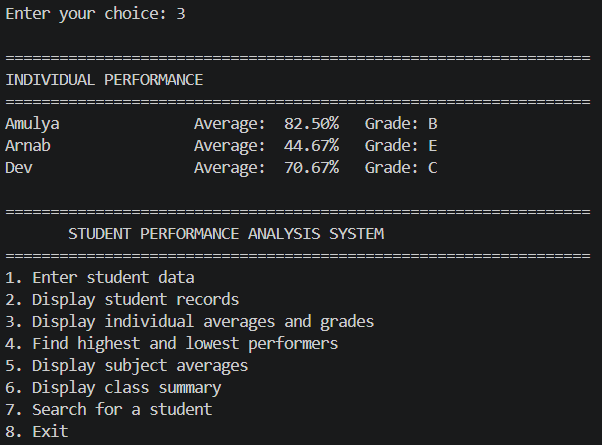 Enter your choice: 3
=================================================================
INDIVIDUAL PERFORMANCE
=================================================================
Amulya               Average:  82.50%   Grade: B
Arnab                Average:  44.67%   Grade: E
Dev                  Average:  70.67%   Grade: C
=================================================================
       STUDENT PERFORMANCE ANALYSIS SYSTEM
=================================================================
1. Enter student data
2. Display student records
3. Display individual averages and grades
4. Find highest and lowest performers
5. Display subject averages
6. Display class summary
7. Search for a student
8. Exit